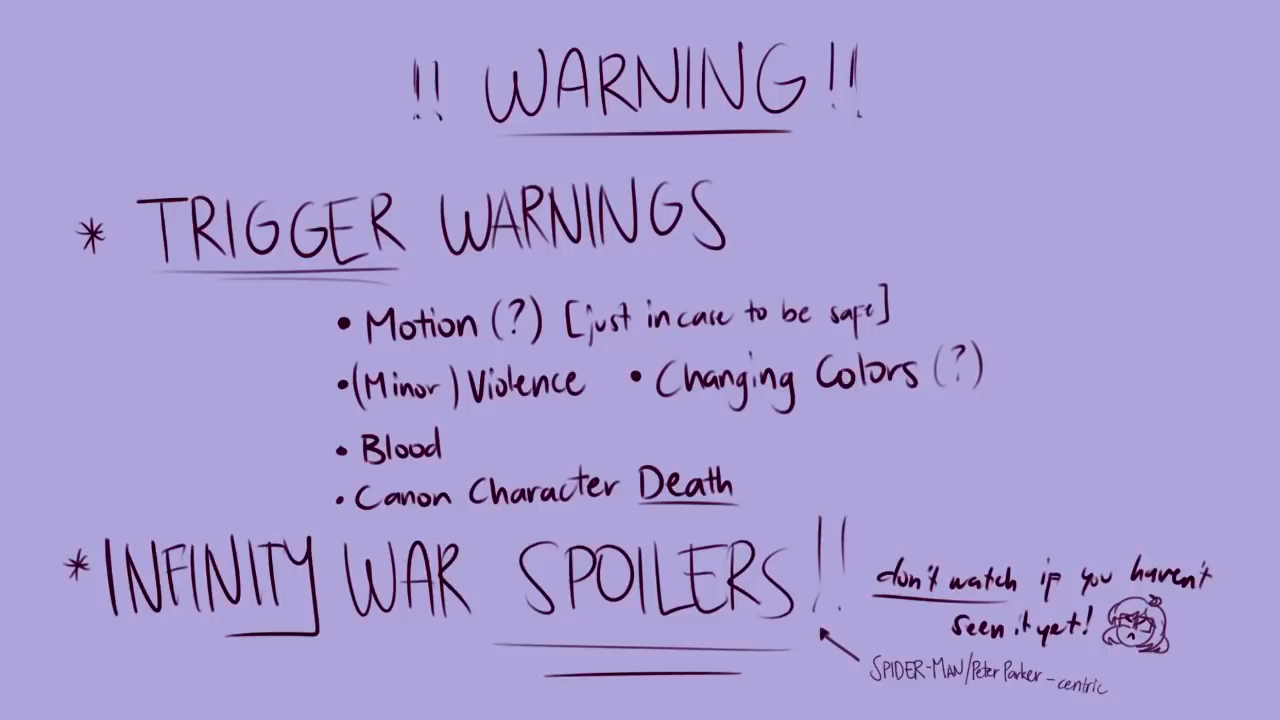 !! WARNING !!
* TRIGGER WARNINGS
• Motion (?) [just in case to be safe]
• (Minor) Violence • Changing Colors (?)
• Blood
• Canon Character Death
* INFINITY WAR SPOILERS!!
don't watch if you haven't
seen it yet!
SPIDER-MAN/Peter Parker-centric